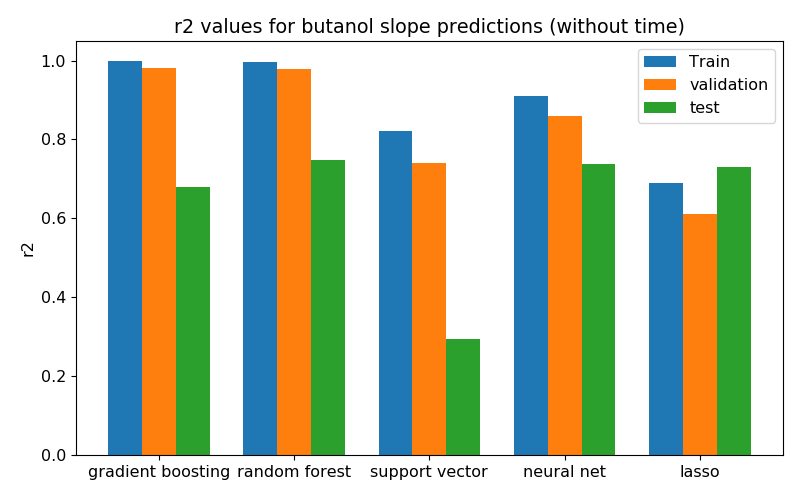 r2 values for butanol slope predictions (without time)
Train
validation
test
r2
1.0
0.8
0.6
0.4
0.2
0.0
gradient boosting random forest support vector neural net lasso